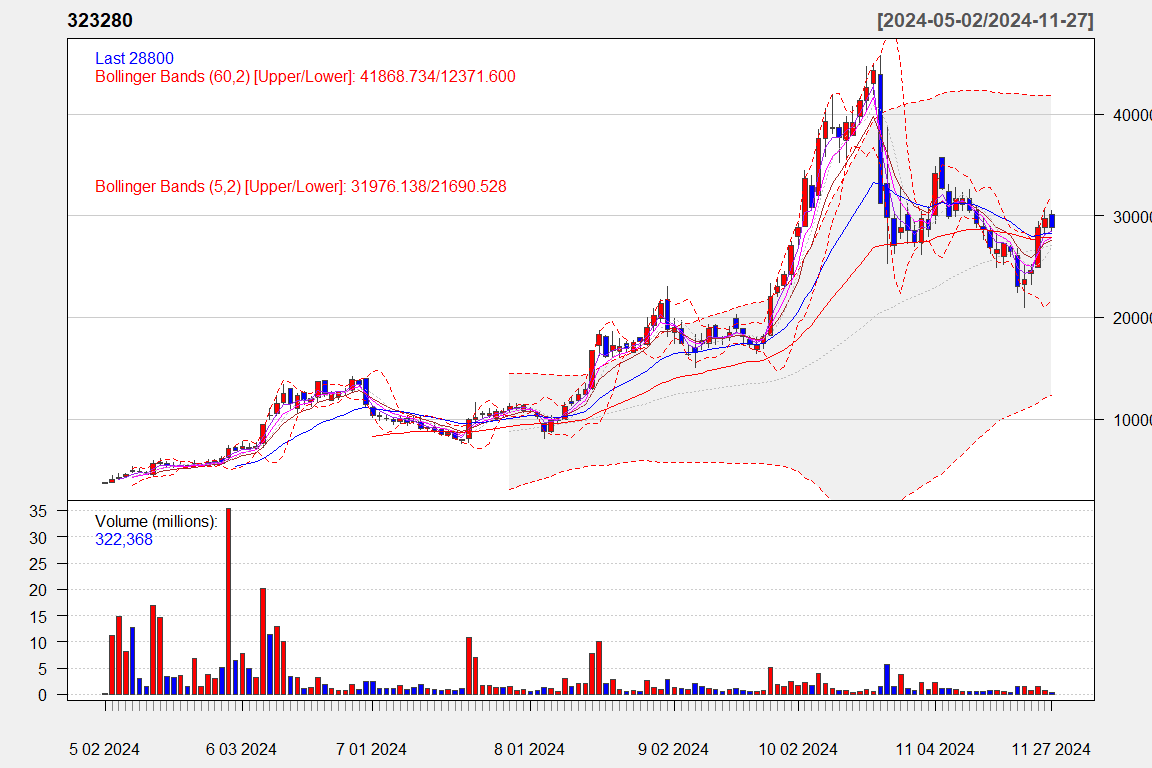 323280 [2024-05-02/2024-11-27]
Last 28800
Bollinger Bands (60,2) [Upper/Lower]: 41868.734/12371.600
Bollinger Bands (5,2) [Upper/Lower]: 31976.138/21690.528
40000
30000
20000
10000
Volume (millions):
322,368
35
30
25
20
15
10
5
0
5 02 2024 6 03 2024 7 01 2024 8 01 2024 9 02 2024 10 02 2024 11 04 2024 11 27 2024